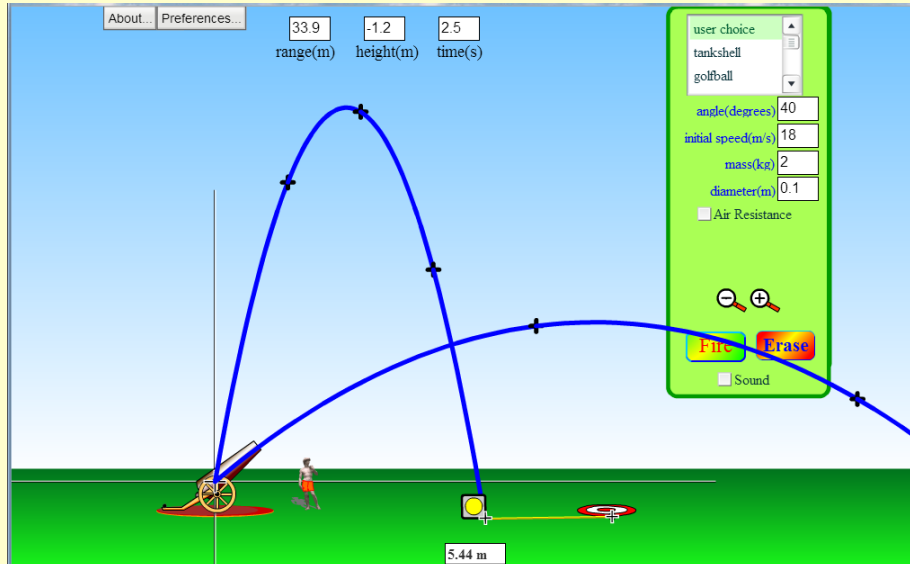 About... Preferences...
33.9 -1.2 2.5
range(m) height(m) time(s)
user choice
tankshell
golfball
angle(degrees) 40
initial speed(m/s) 18
mass(kg) 2
diameter(m) 0.1
Air Resistance
Fire Erase
Sound
5.44 m